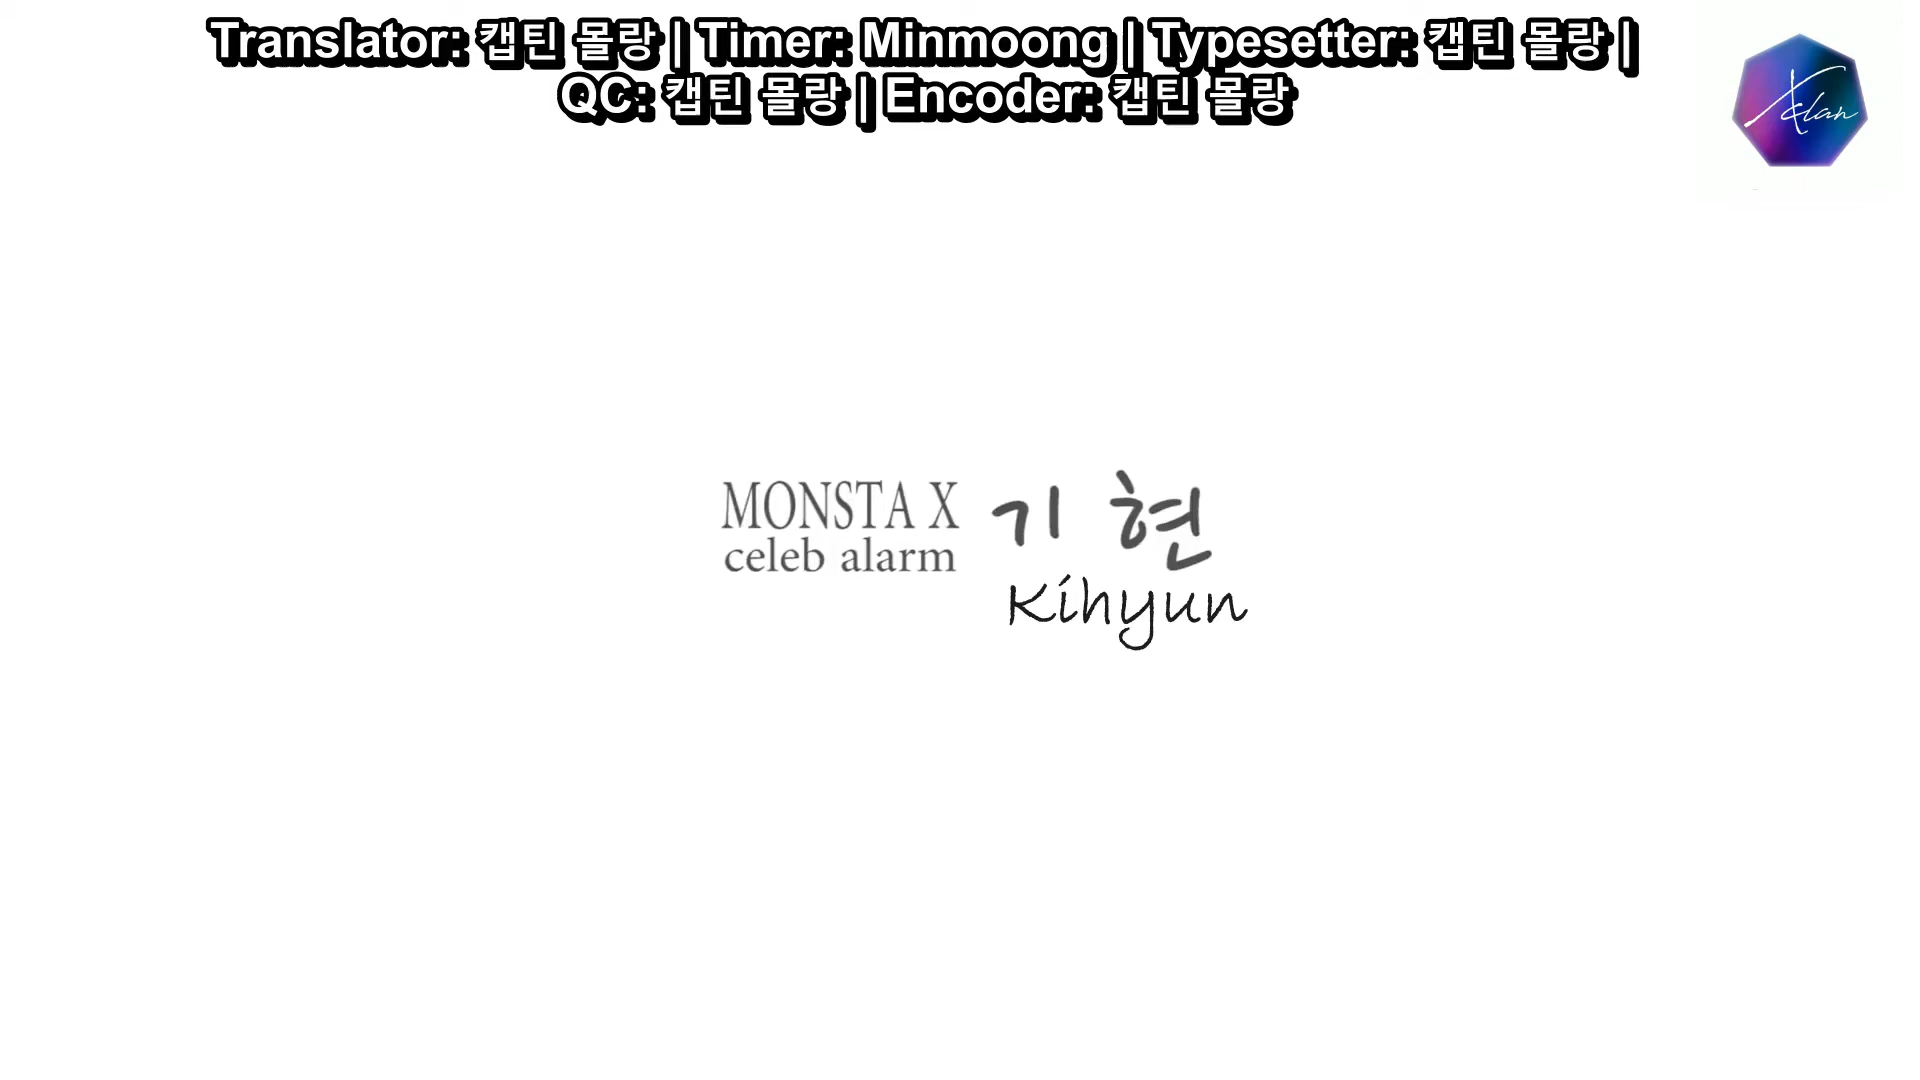 Translator: 캡틴 몰랑 | Timer: Minmoong | Typesetter: 캡틴 몰랑 |
QC: 캡틴 몰랑 | Encoder: 캡틴 몰랑
Xclan
MONSTA X
celeb alarm
기 현
Kihyun